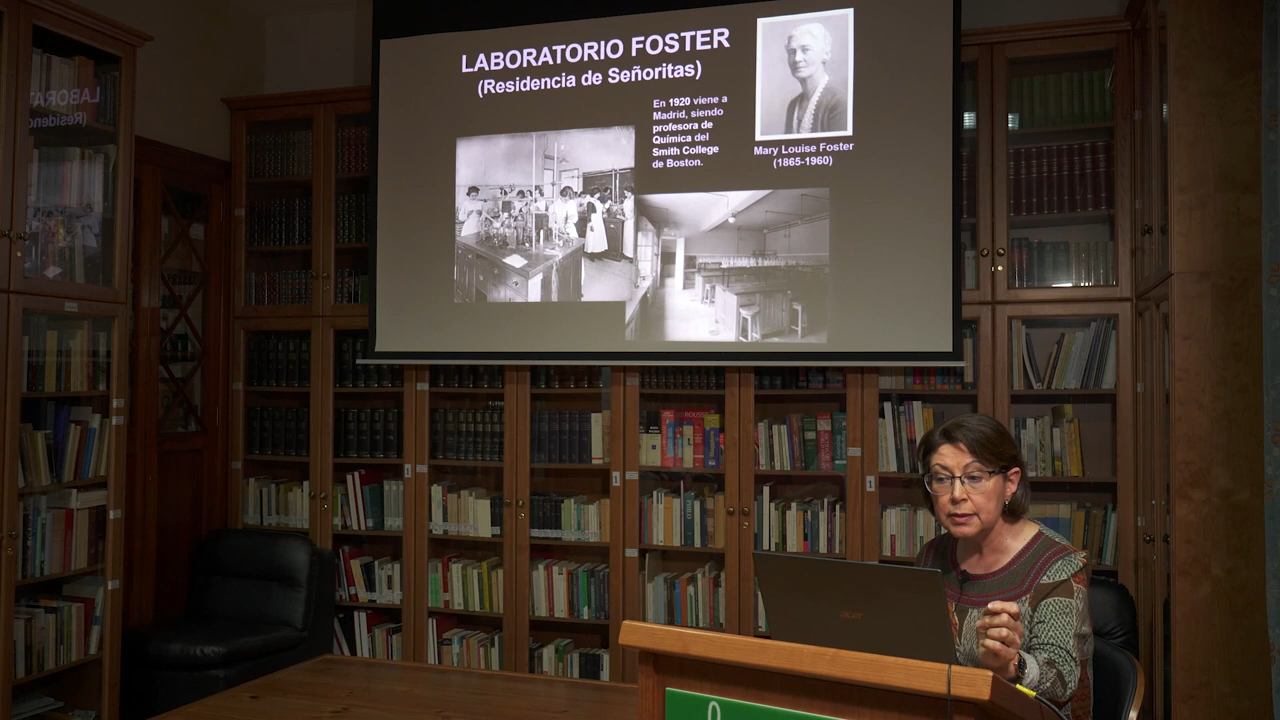 LABORATORIO FOSTER
(Residencia de Señoritas)
En 1920 viene a
Madrid, siendo
profesora de
Química del
Smith College
de Boston.
Mary Louise Foster
(1865-1960)
acer